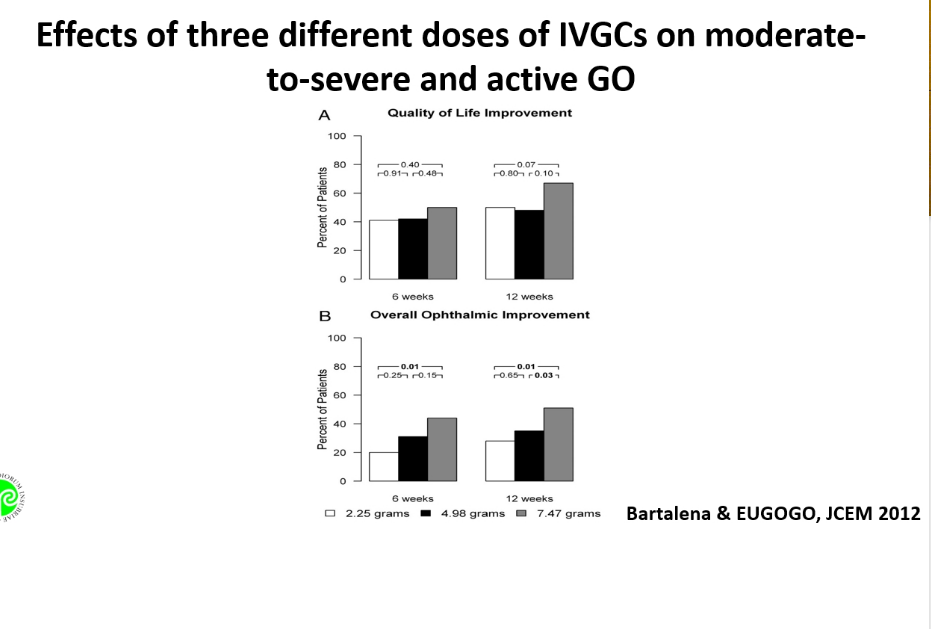 Effects of three different doses of IVGCs on moderate-
to-severe and active GO
A Quality of Life Improvement
100
80
60
40
20
0
Percent of Patients
0.40
0.91 0.48
0.07
0.80 0.10
6 weeks 12 weeks
B Overall Ophthalmic Improvement
100
80
60
40
20
0
Percent of Patients
0.01
0.25 0.15
0.01
0.65 0.03
6 weeks 12 weeks
2.25 grams 4.98 grams 7.47 grams
Bartalena & EUGOGO, JCEM 2012